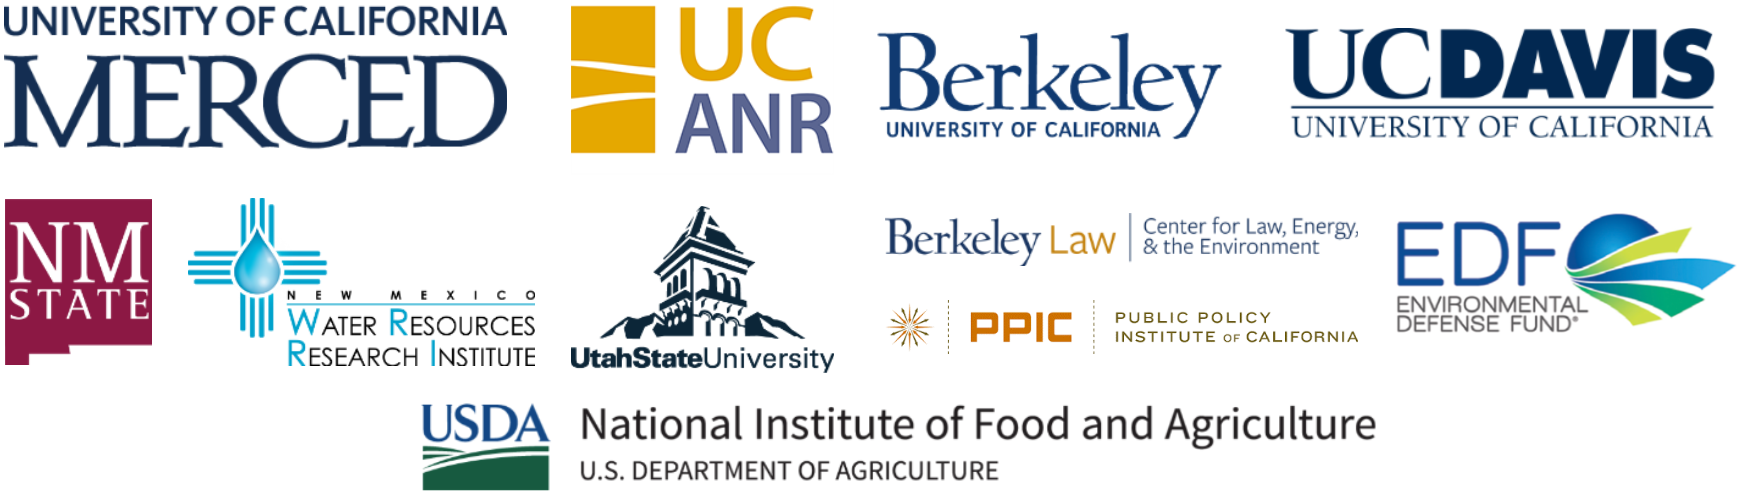 UNIVERSITY OF CALIFORNIA
MERCED
UC
ANR
Berkeley
UNIVERSITY OF CALIFORNIA
UCDAVIS
UNIVERSITY OF CALIFORNIA
NM
STATE
NEW MEXICO
WATER RESOURCES
RESEARCH INSTITUTE
UtahStateUniversity
Berkeley Law
Center for Law, Energy,
& the Environment
PPIC
PUBLIC POLICY
INSTITUTE OF CALIFORNIA
EDF
ENVIRONMENTAL
DEFENSE FUND®
USDA
National Institute of Food and Agriculture
U.S. DEPARTMENT OF AGRICULTURE